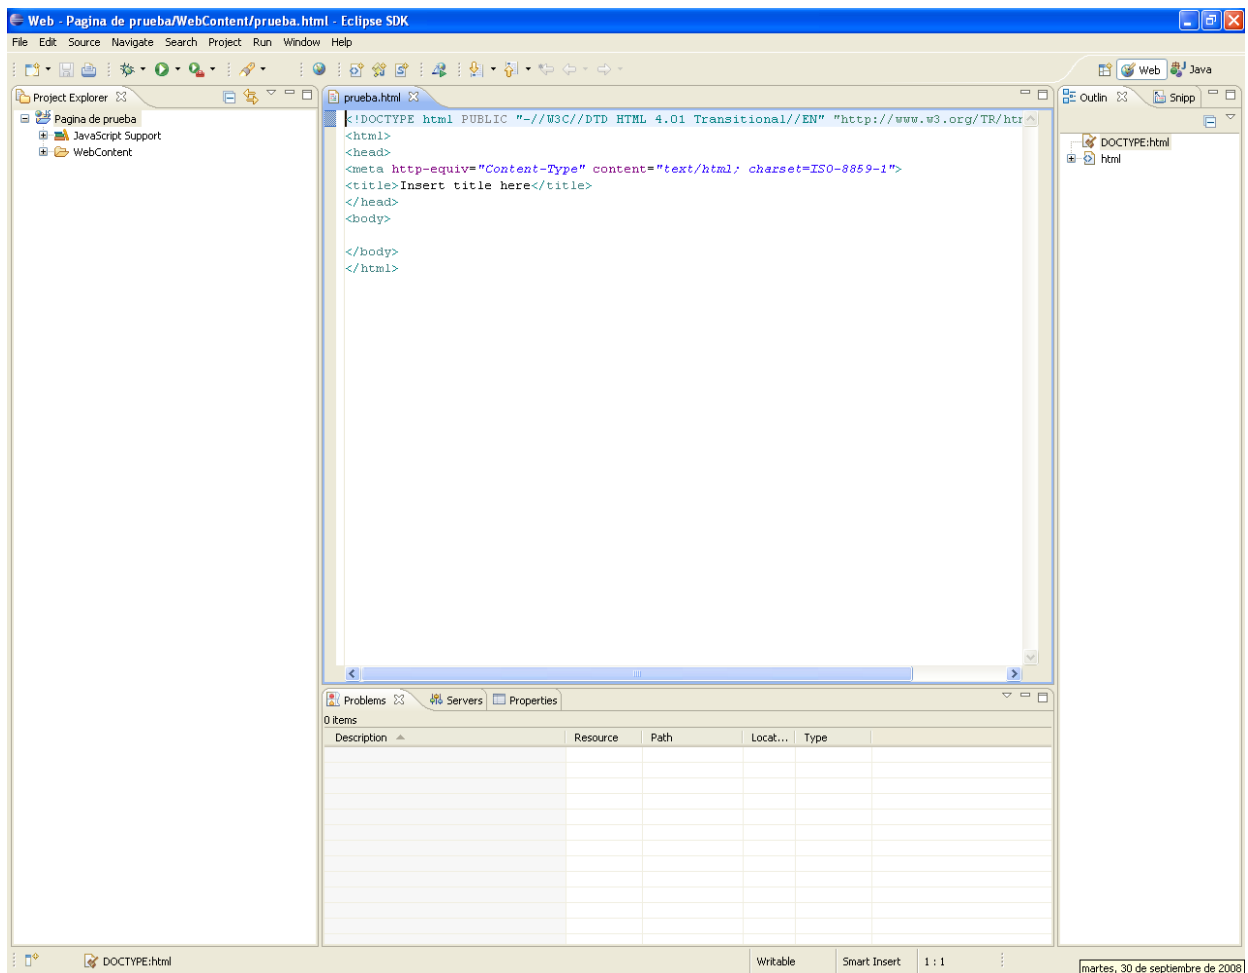 Web - Pagina de prueba/WebContent/prueba.html - Eclipse SDK
File Edit Source Navigate Search Project Run Window Help
Web Java
Project Explorer
Pagina de prueba
JavaScript Support
WebContent
prueba.html
<!DOCTYPE html PUBLIC "-//W3C//DTD HTML 4.01 Transitional//EN" "http://www.w3.org/TR/htm
<html>
<head>
<meta http-equiv="Content-Type" content="text/html; charset=ISO-8859-1">
<title>Insert title here</title>
</head>
<body>
</body>
</html>
Outlin Snipp
DOCTYPE:html
html
Problems Servers Properties
0 items
Description Resource Path Locat... Type
DOCTYPE:html Writable Smart Insert 1 : 1
martes, 30 de septiembre de 2008